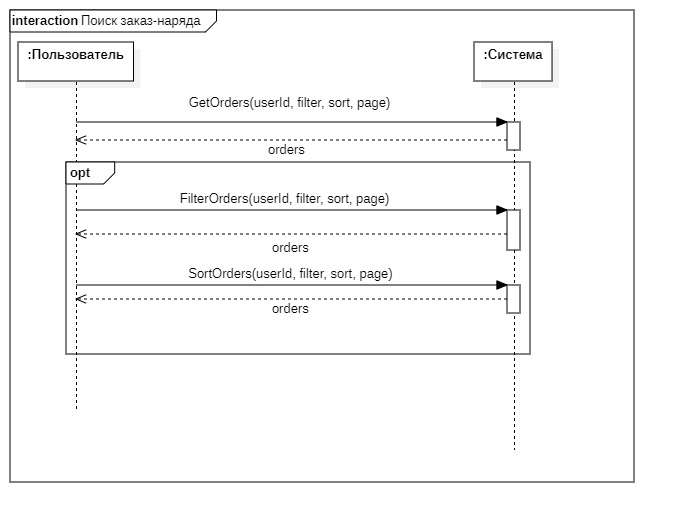 interaction Поиск заказ-наряда
:Пользователь
:Система
GetOrders(userId, filter, sort, page)
orders
opt
FilterOrders(userId, filter, sort, page)
orders
SortOrders(userId, filter, sort, page)
orders